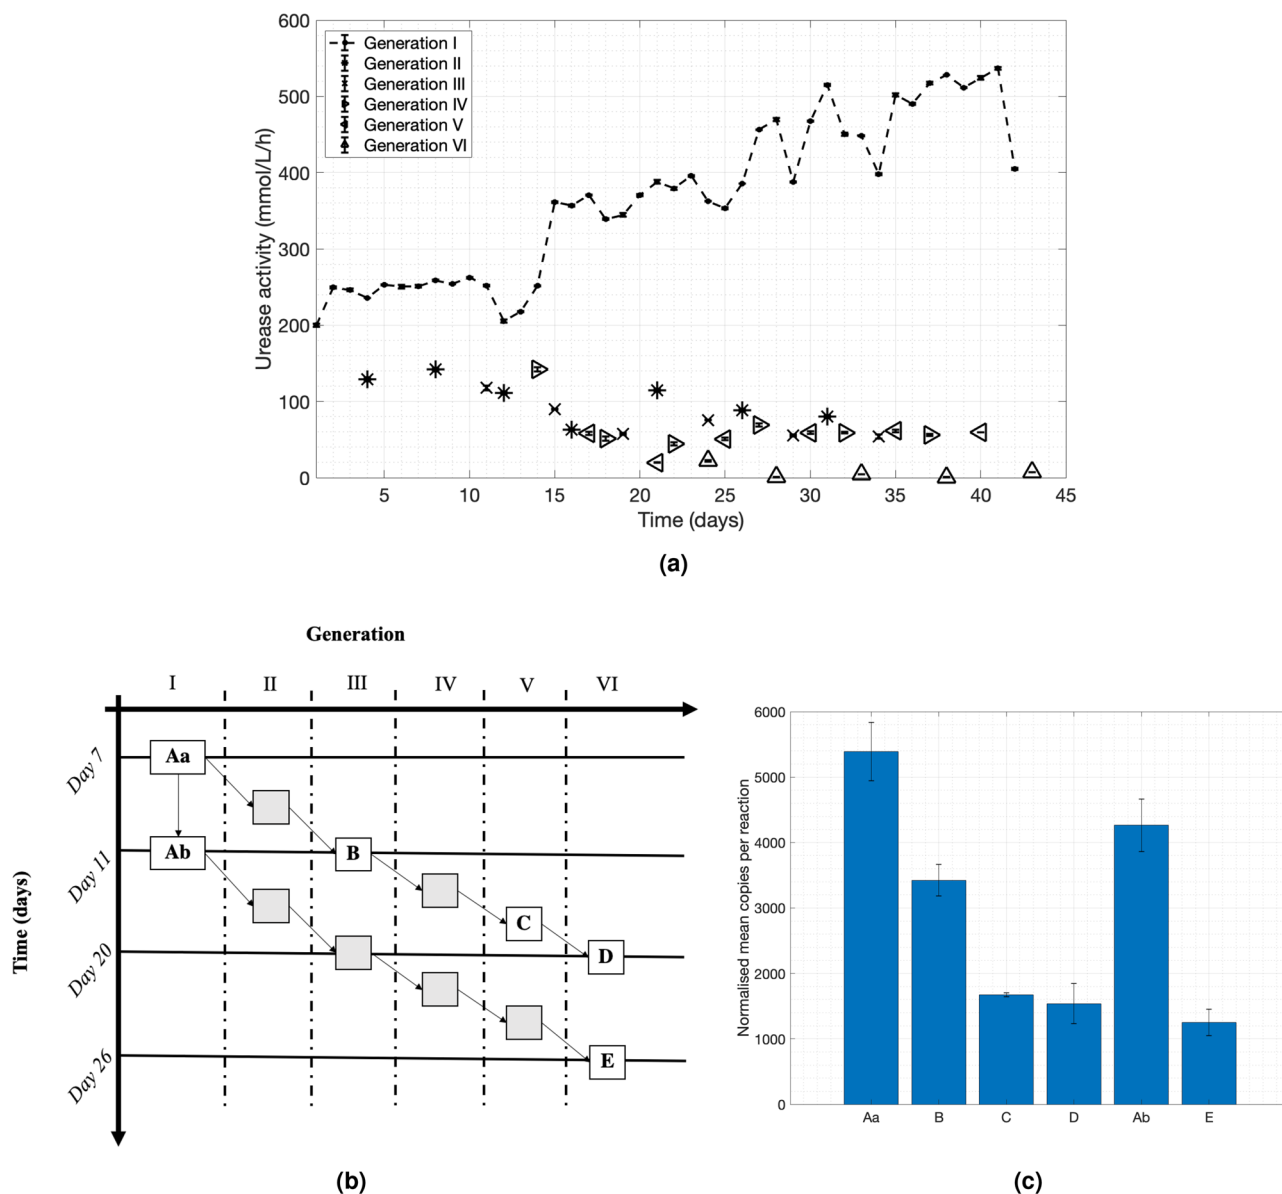 600
500
400
300
200
100
0
Urease activity (mmol/L/h)
Generation I
Generation II
Generation III
Generation IV
Generation V
Generation VI
5 10 15 20 25 30 35 40 45
Time (days)
(a)
Generation
I II III IV V VI
Time (days)
Day 7
Aa
Day 11
Ab
B
C
Day 20
D
Day 26
E
(b)
6000
5000
4000
3000
2000
1000
0
Normalised mean copies per reaction
Aa B C D Ab E
(c)